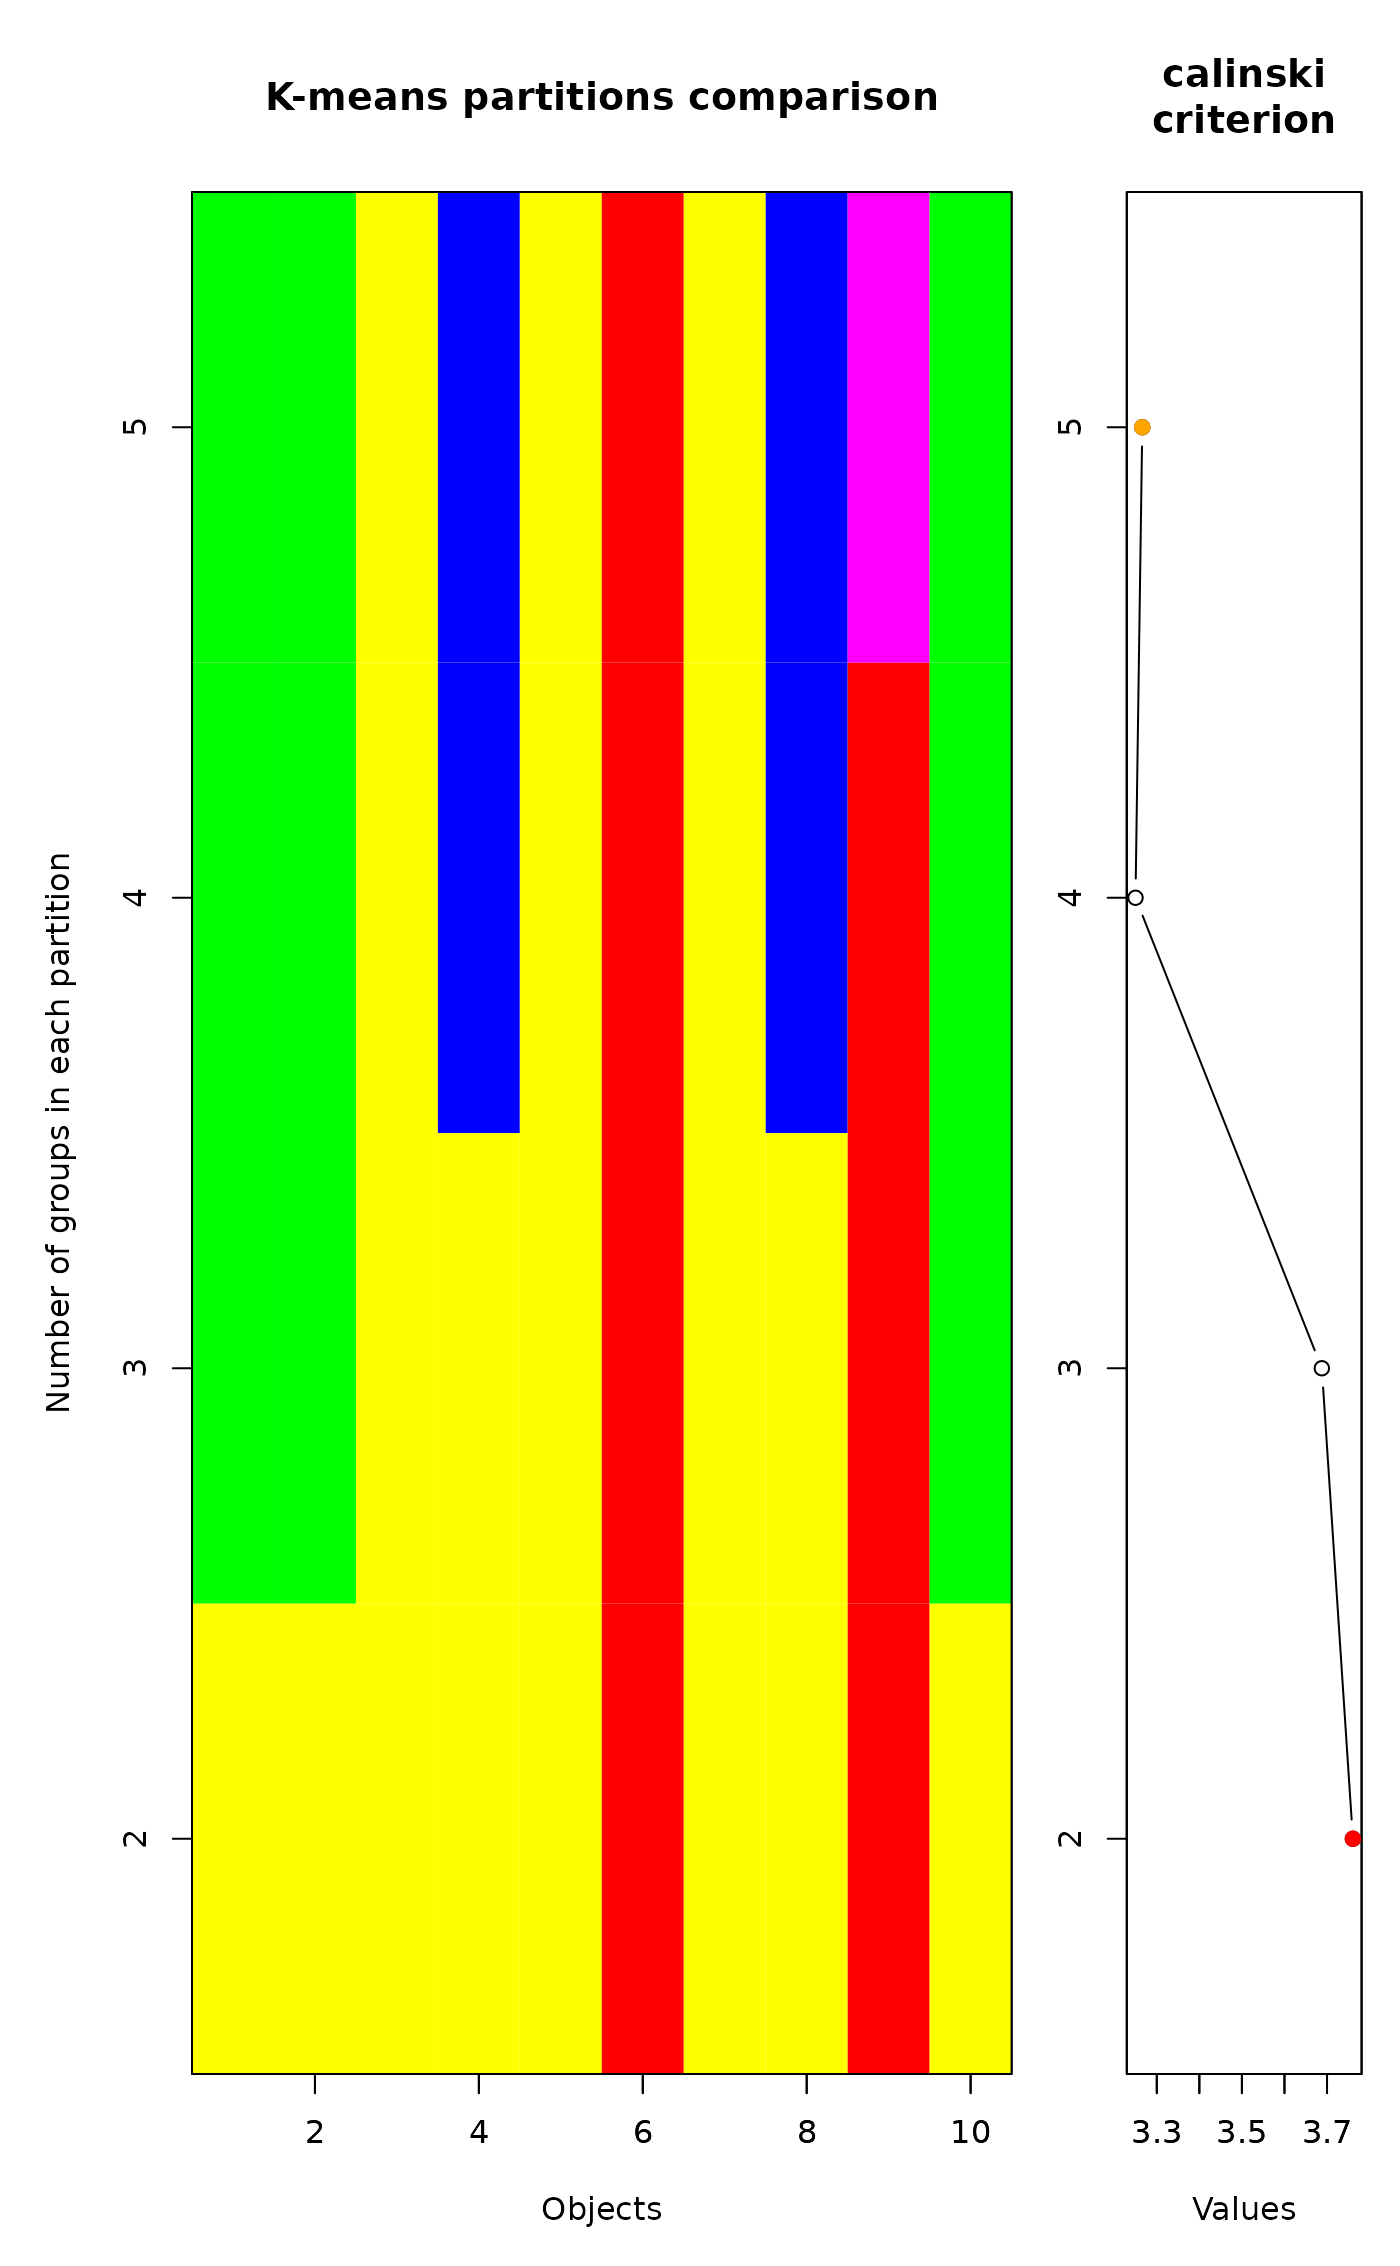 K-means partitions comparison
calinski
criterion
Number of groups in each partition
5
4
3
2
2 4 6 8 10
Objects
5
4
3
2
3.3 3.5 3.7
Values